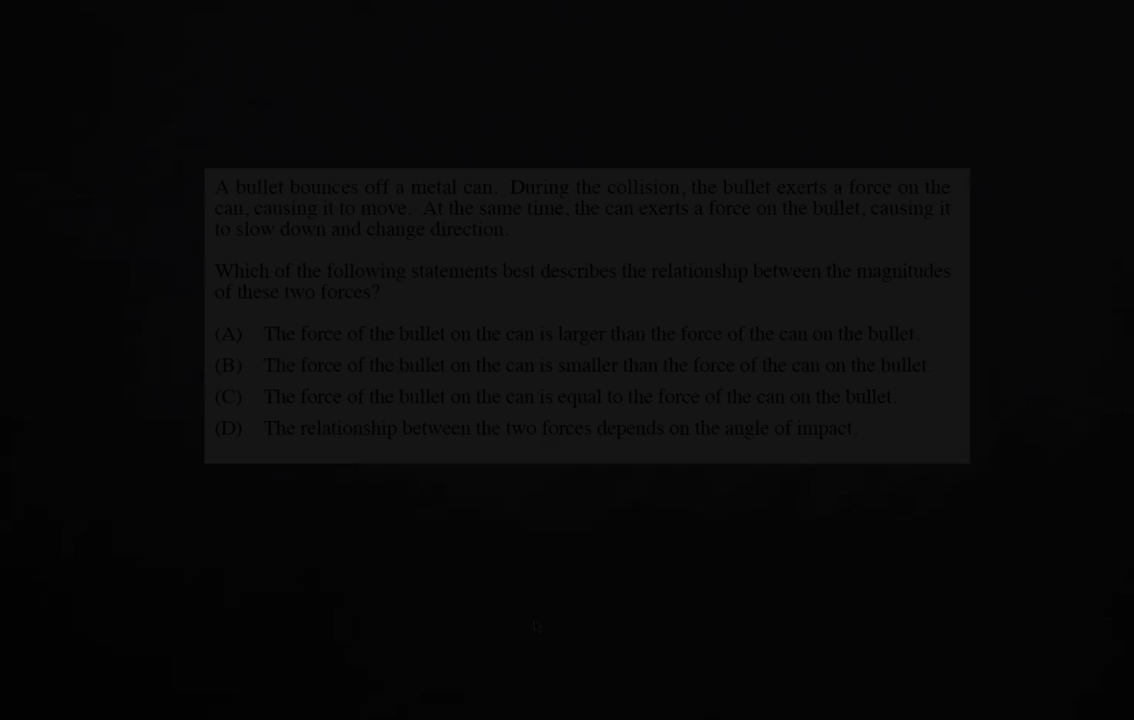 A bullet bounces off a metal can. During the collision, the bullet exerts a force on the
can, causing it to move. At the same time, the can exerts a force on the bullet, causing it
to slow down and change direction.
Which of the following statements best describes the relationship between the magnitudes
of these two forces?
(A) The force of the bullet on the can is larger than the force of the can on the bullet.
(B) The force of the bullet on the can is smaller than the force of the can on the bullet.
(C) The force of the bullet on the can is equal to the force of the can on the bullet.
(D) The relationship between the two forces depends on the angle of impact.